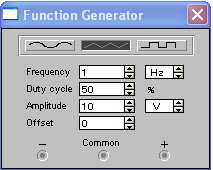 Function Generator
Frequency 1 Hz
Duty cycle 50 %
Amplitude 10 V
Offset 0
− Common +